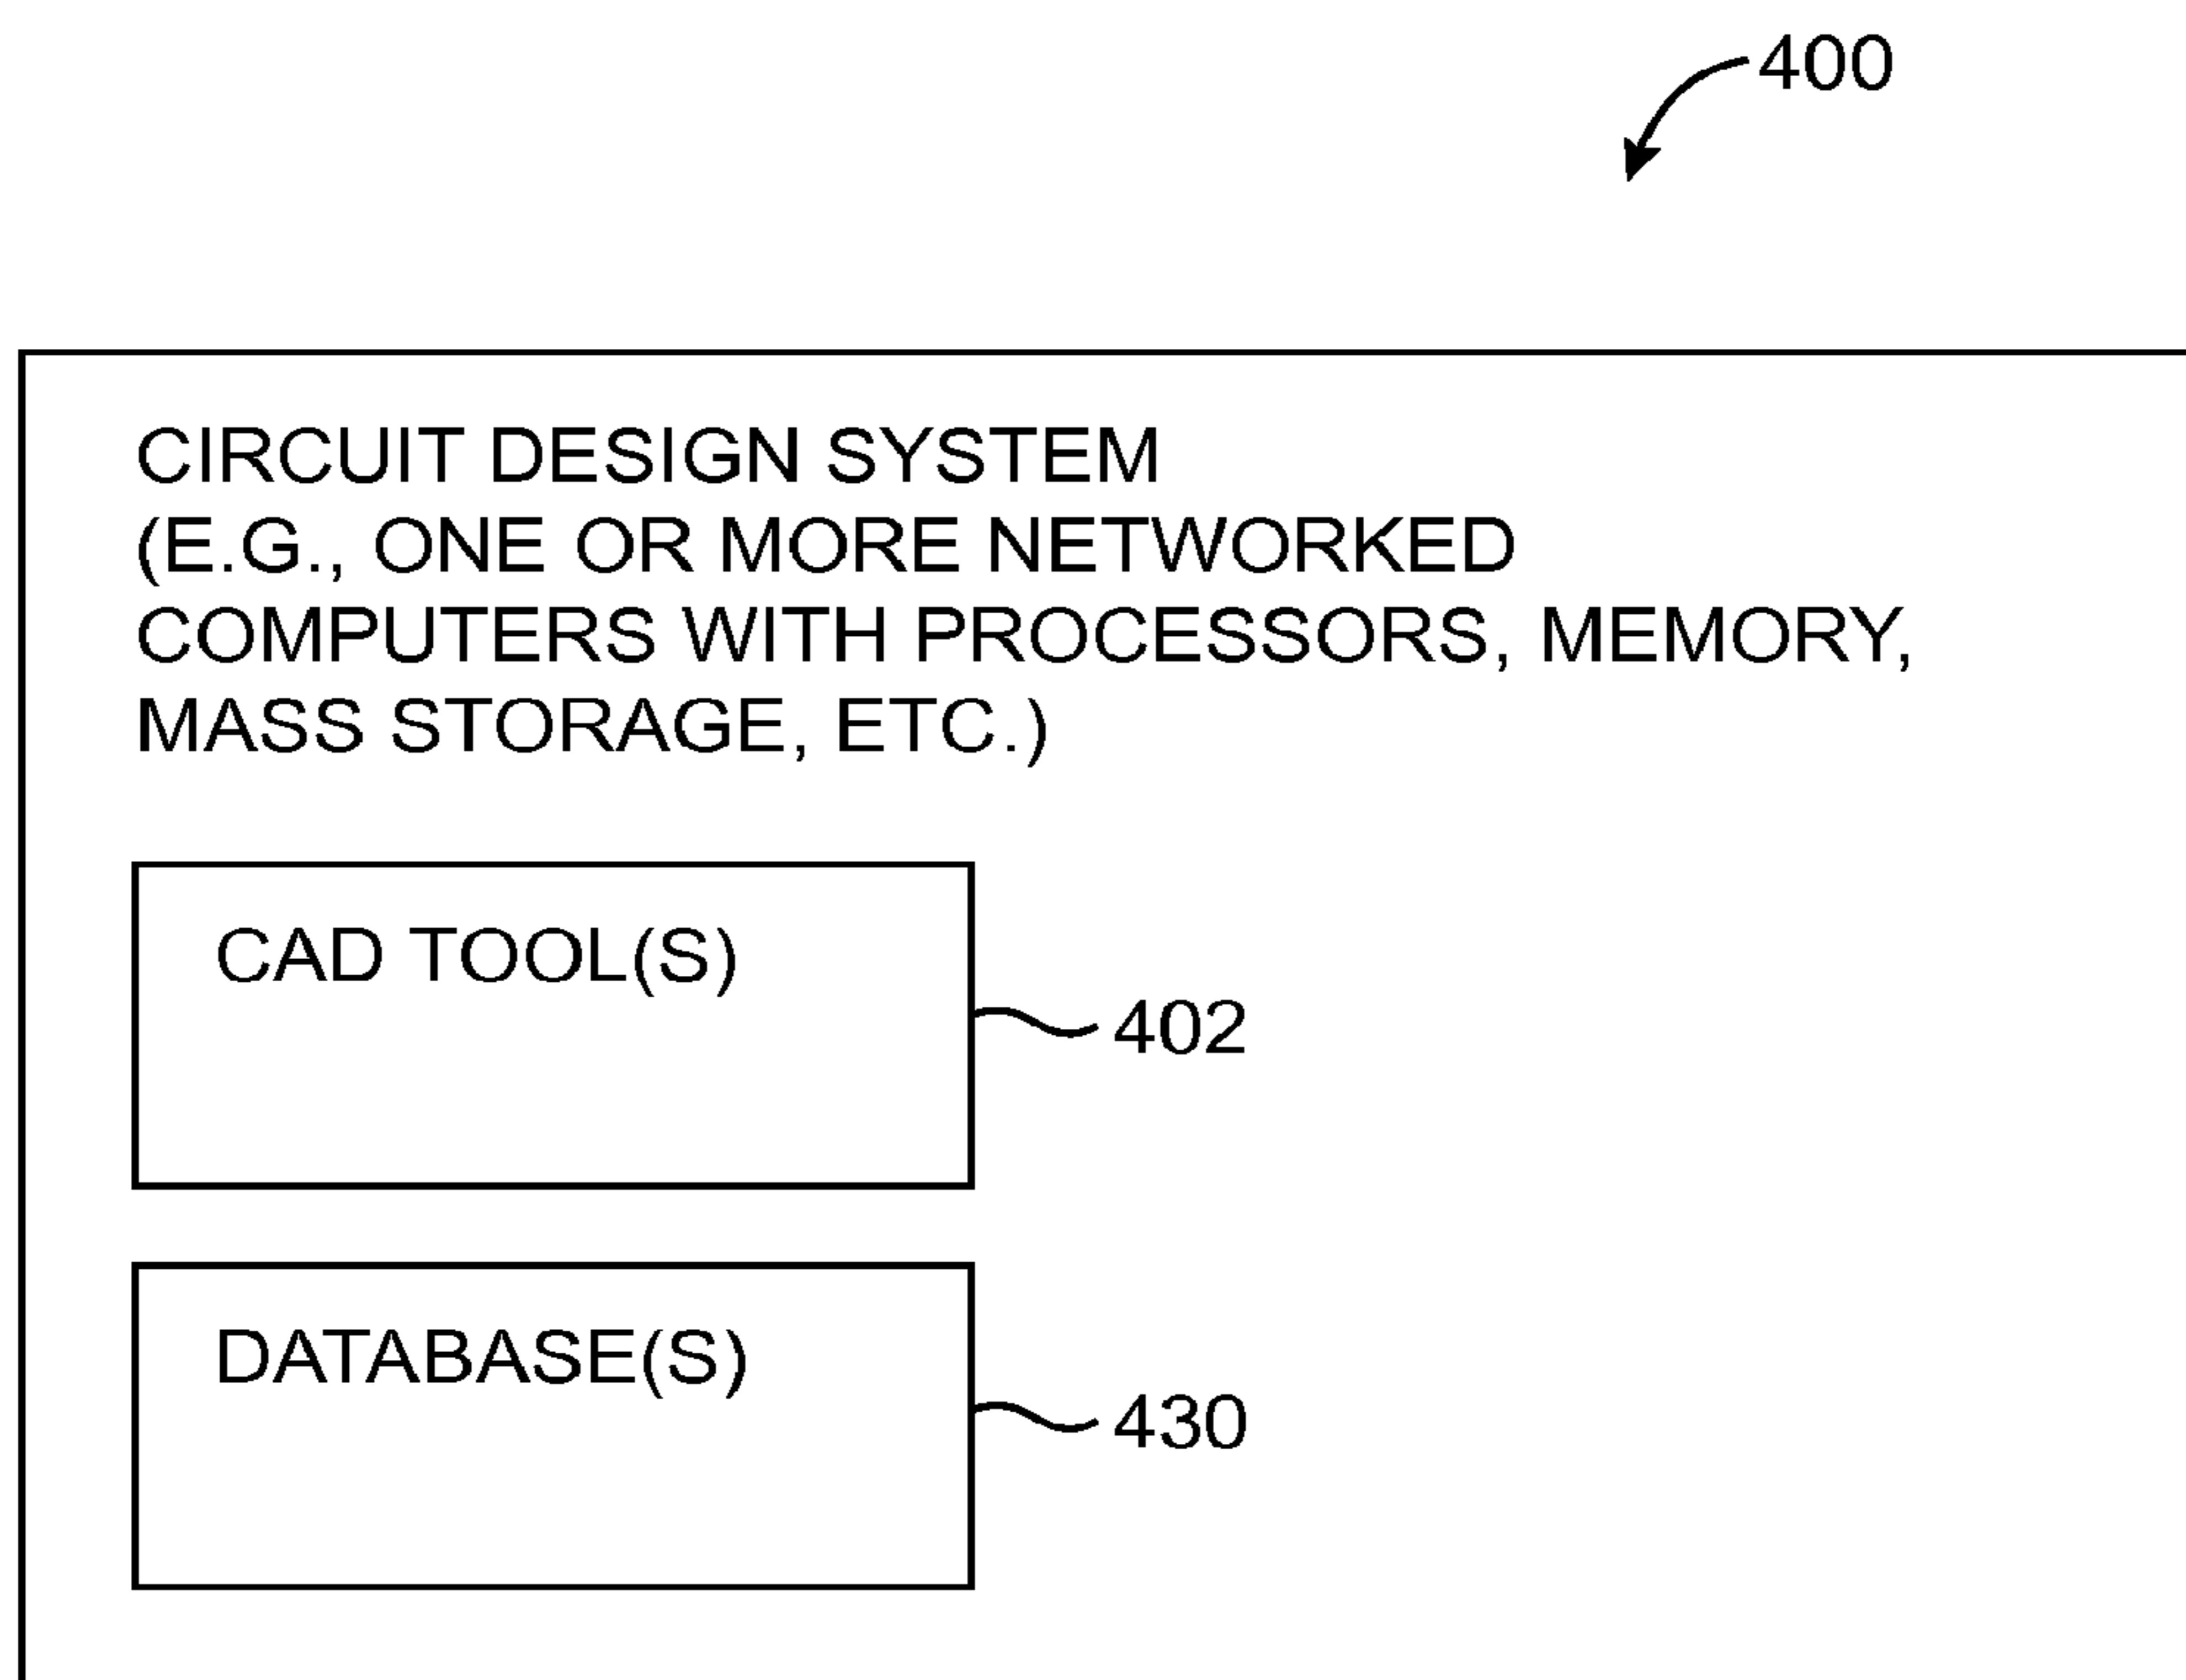 400
CIRCUIT DESIGN SYSTEM
(E.G., ONE OR MORE NETWORKED
COMPUTERS WITH PROCESSORS, MEMORY,
MASS STORAGE, ETC.)
CAD TOOL(S)
402
DATABASE(S)
430